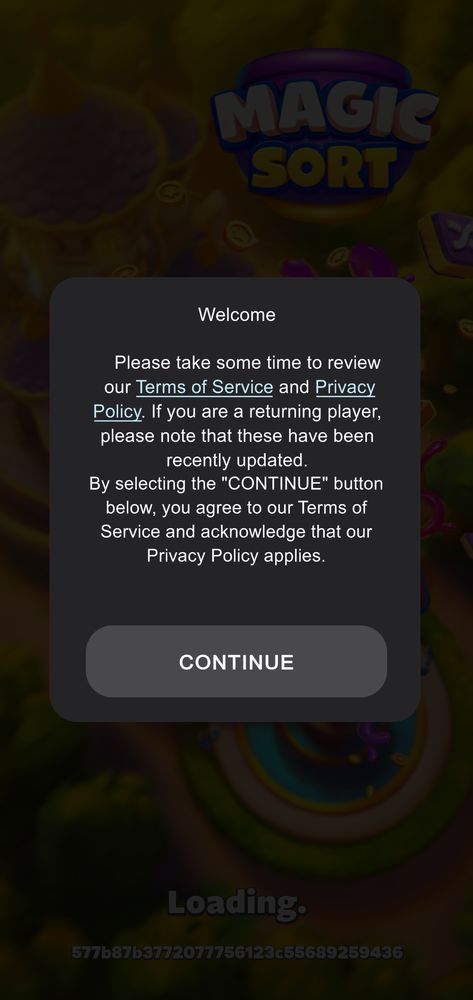 MAGIC
SORT
Welcome
Please take some time to review
our Terms of Service and Privacy
Policy. If you are a returning player,
please note that these have been
recently updated.
By selecting the "CONTINUE" button
below, you agree to our Terms of
Service and acknowledge that our
Privacy Policy applies.
CONTINUE
Loading.
577b87b3772077756123c55689259436